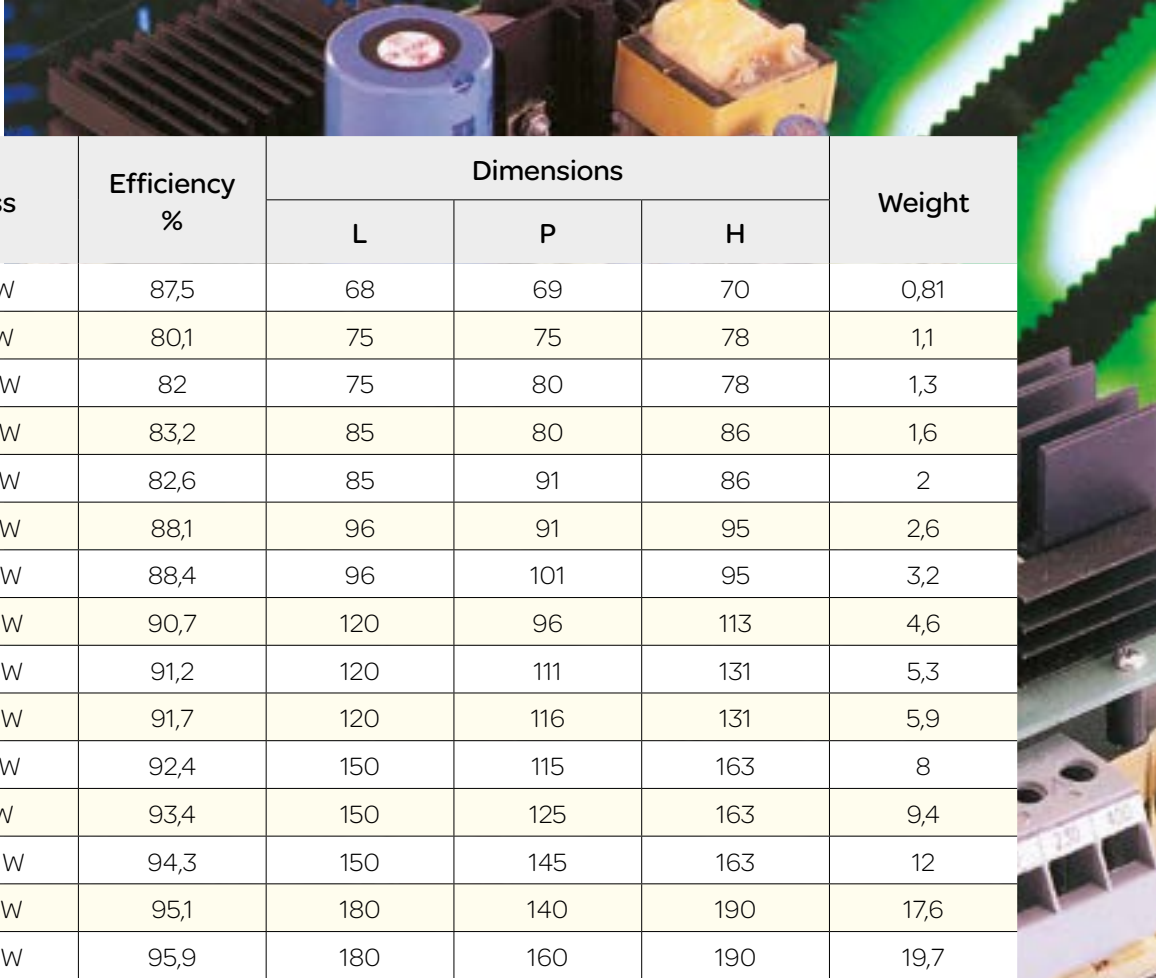 Dimensions
Efficiency
%
Weight
L P H
W 87,5 68 69 70 0,81
W 80,1 75 75 78 1,1
W 82 75 80 78 1,3
W 83,2 85 80 86 1,6
W 82,6 85 91 86 2
W 88,1 96 91 95 2,6
W 88,4 96 101 95 3,2
W 90,7 120 96 113 4,6
W 91,2 120 111 131 5,3
W 91,7 120 116 131 5,9
W 92,4 150 115 163 8
W 93,4 150 125 163 9,4
W 94,3 150 145 163 12
W 95,1 180 140 190 17,6
W 95,9 180 160 190 19,7
230 400